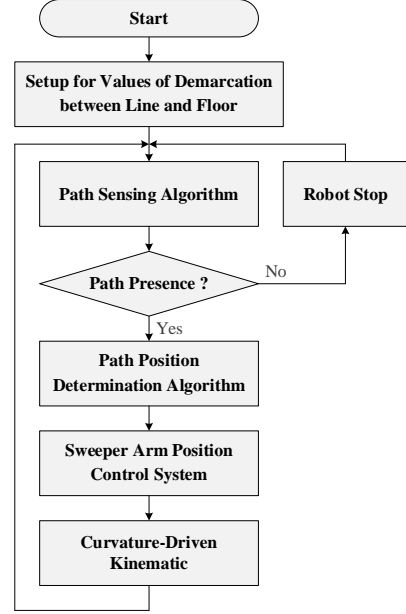 Start
Setup for Values of Demarcation
between Line and Floor
Path Sensing Algorithm
Robot Stop
Path Presence ?
No
Yes
Path Position
Determination Algorithm
Sweeper Arm Position
Control System
Curvature-Driven
Kinematic